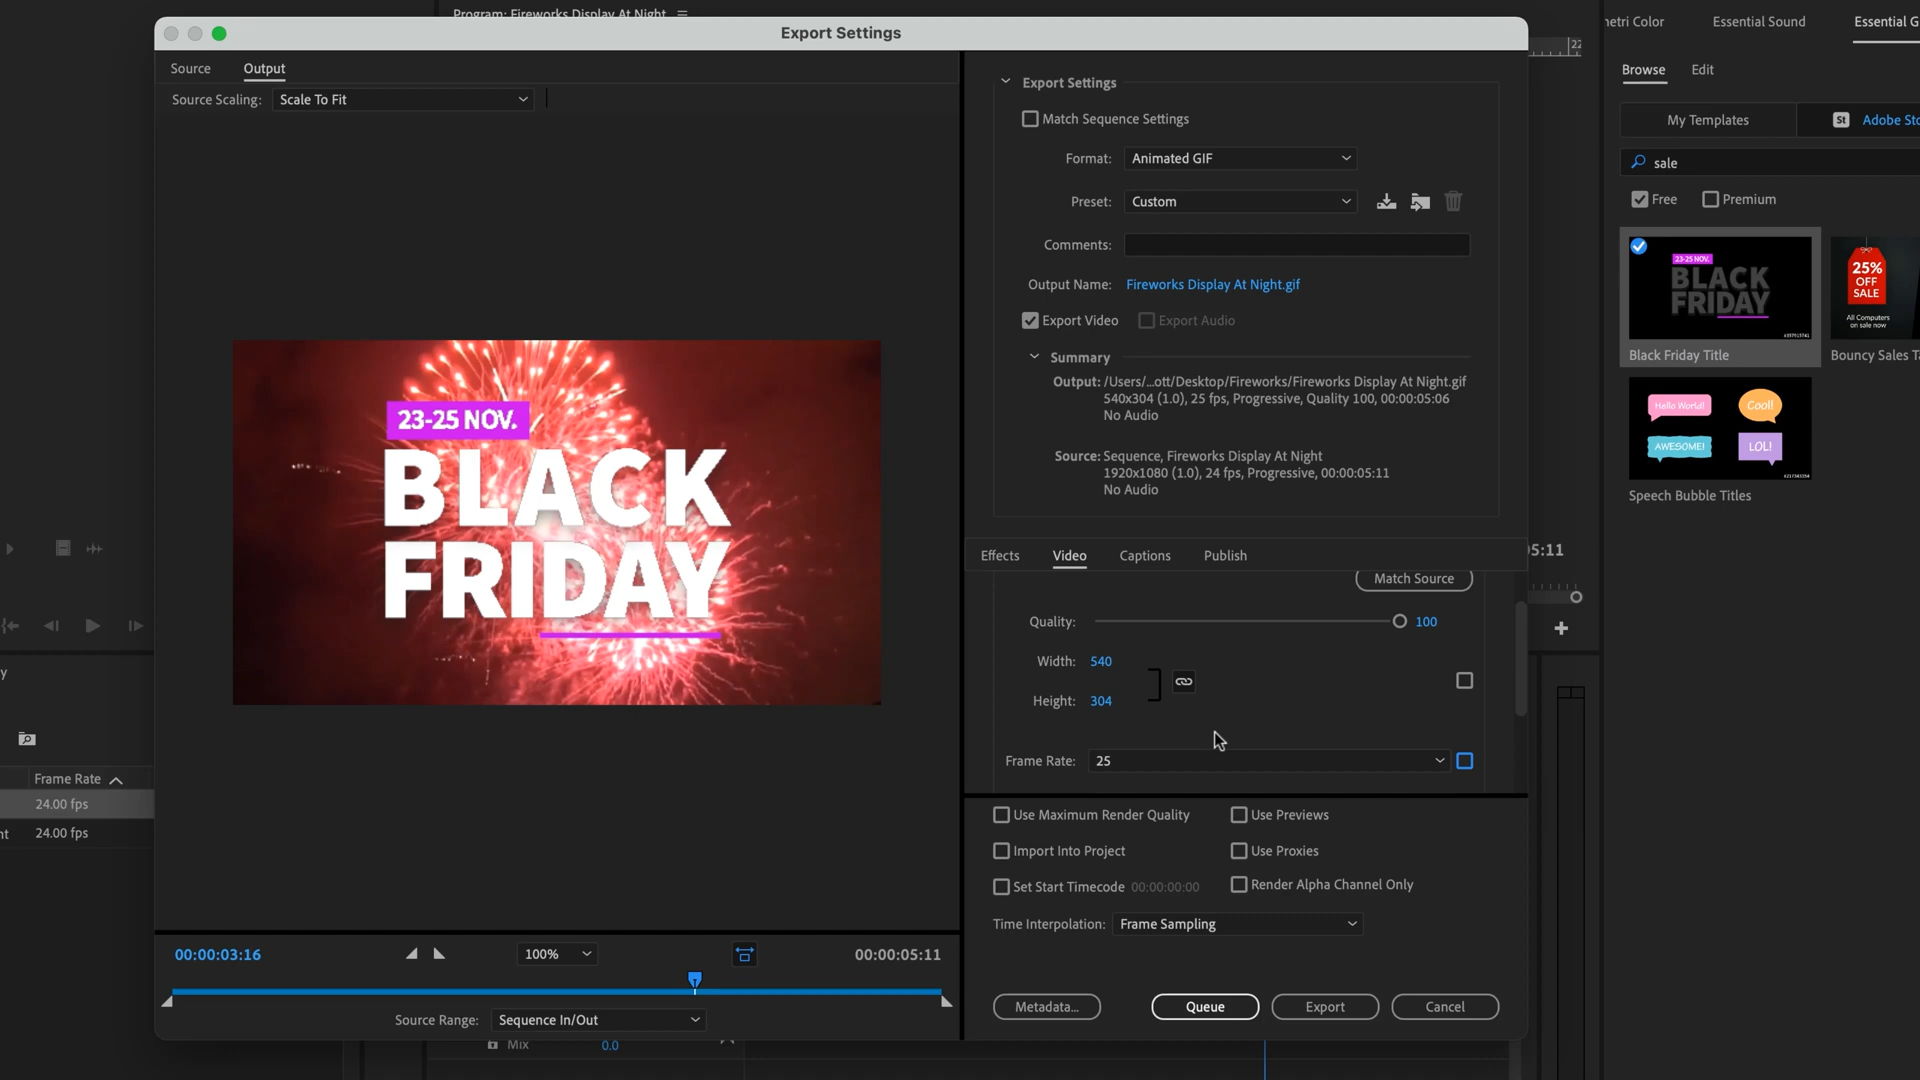 Program: Fireworks Display At Night
Export Settings
Source
Output
Source Scaling:
Scale To Fit
23-25 NOV.
BLACK
FRIDAY
00:00:03:16
100%
00:00:05:11
Source Range:
Sequence In/Out
Export Settings
Match Sequence Settings
Format:
Animated GIF
Preset:
Custom
Comments:
Output Name:
Fireworks Display At Night.gif
Export Video
Export Audio
Summary
Output: /Users/...ott/Desktop/Fireworks/Fireworks Display At Night.gif
540x304 (1.0), 25 fps, Progressive, Quality 100, 00:00:05:06
No Audio
Source: Sequence, Fireworks Display At Night
1920x1080 (1.0), 24 fps, Progressive, 00:00:05:11
No Audio
Effects
Video
Captions
Publish
Match Source
Quality:
100
Width:
540
Height:
304
Frame Rate:
25
Use Maximum Render Quality
Use Previews
Import Into Project
Use Proxies
Set Start Timecode 00:00:00:00
Render Alpha Channel Only
Time Interpolation:
Frame Sampling
Metadata...
Queue
Export
Cancel
Frame Rate
24.00 fps
24.00 fps
Mix
0.0
22
5:11
etri Color
Essential Sound
Essential G
Browse
Edit
My Templates
St
Adobe Sto
sale
Free
Premium
23-25 NOV.
BLACK
FRIDAY
Black Friday Title
25%
OFF
SALE
All Computers
on sale now
Bouncy Sales Ta
Hello World!
Cool!
AWESOME!
LOL!
Speech Bubble Titles